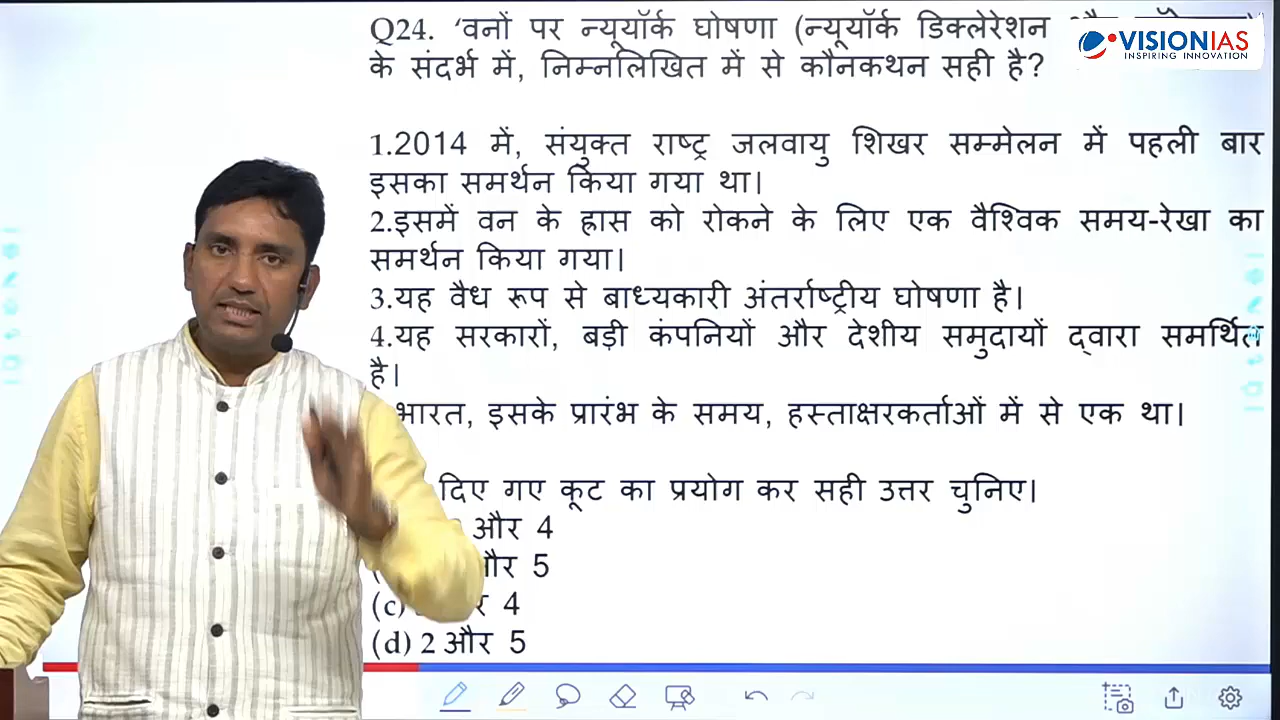 Q24. 'वनों पर न्यूयॉर्क घोषणा (न्यूयॉर्क डिक्लेरेशन
VISIONIAS
INSPIRING INNOVATION
के संदर्भ में, निम्नलिखित में से कौनकथन सही है?
1.2014 में, संयुक्त राष्ट्र जलवायु शिखर सम्मेलन में पहली बार
इसका समर्थन किया गया था।
2.इसमें वन के ह्रास को रोकने के लिए एक वैश्विक समय-रेखा का
समर्थन किया गया।
3.यह वैध रूप से बाध्यकारी अंतर्राष्ट्रीय घोषणा है।
4.यह सरकारों, बड़ी कंपनियों और देशीय समुदायों द्वारा समर्थित
है।
भारत, इसके प्रारंभ के समय, हस्ताक्षरकर्ताओं में से एक था।
दिए गए कूट का प्रयोग कर सही उत्तर चुनिए।
और 4
और 5
(c) 4
(d) 2 और 5